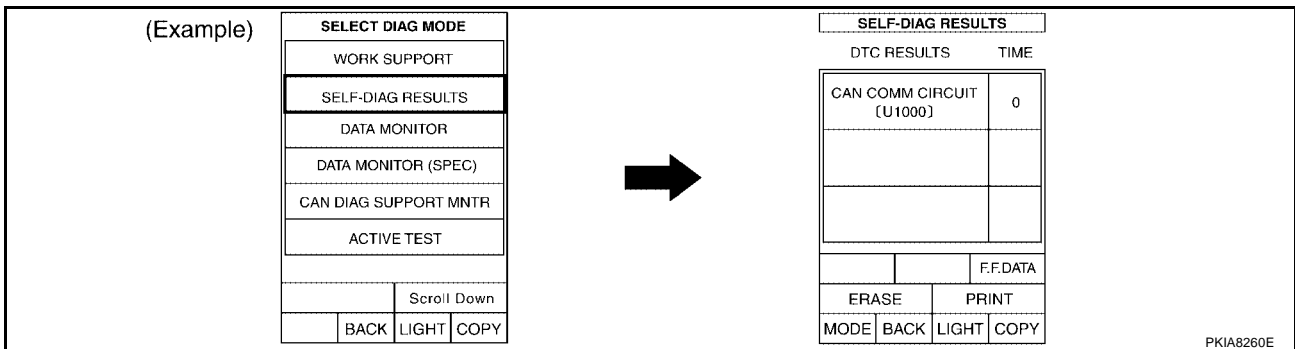 (Example)
SELECT DIAG MODE
WORK SUPPORT
SELF-DIAG RESULTS
DATA MONITOR
DATA MONITOR (SPEC)
CAN DIAG SUPPORT MNTR
ACTIVE TEST
Scroll Down
BACK LIGHT COPY
SELF-DIAG RESULTS
DTC RESULTS TIME
CAN COMM CIRCUIT 0
[U1000]
F.F.DATA
ERASE PRINT
MODE BACK LIGHT COPY
PKIA8260E